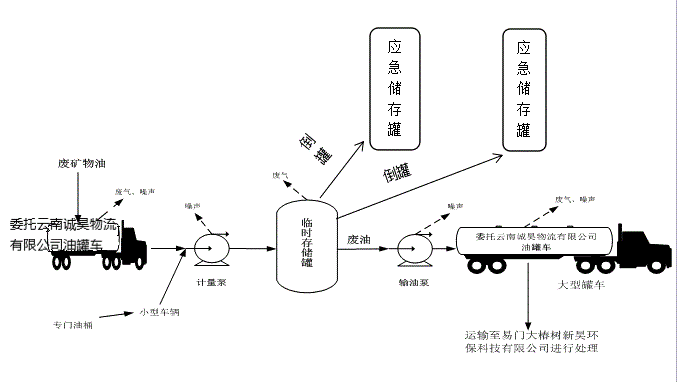 应急储存罐
应急储存罐
倒罐
倒罐
废矿物油
废气、噪声
委托云南诚昊物流
有限公司油罐车
噪声
计量泵
专门油桶
小型车辆
废气
临时存储罐
废油
噪声
输油泵
废气、噪声
委托云南诚昊物流有限公司
油罐车
大型罐车
运输至易门大椿树新昊环
保科技有限公司进行处理